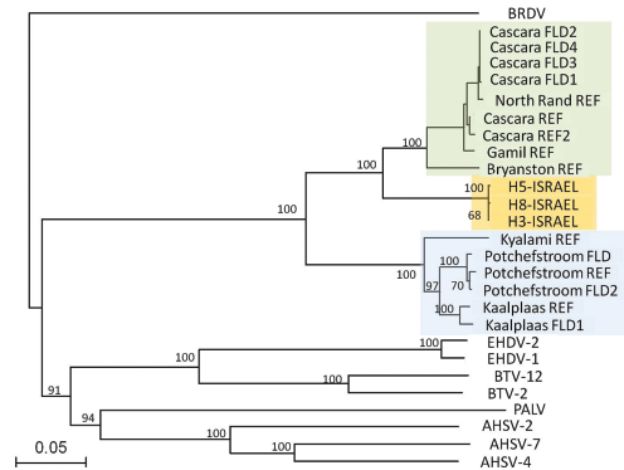 BRDV
Cascara FLD2
Cascara FLD4
Cascara FLD3
Cascara FLD1
North Rand REF
Cascara REF
100
Cascara REF2
Gamil REF
100
Bryanston REF
100
H5-ISRAEL
H8-ISRAEL
100
68
H3-ISRAEL
Kyalami REF
100
100
Potchefstroom FLD
Potchefstroom REF
97
70
Potchefstroom FLD2
100
Kaalplaas REF
Kaalplaas FLD1
EHDV-2
100
100
EHDV-1
BTV-12
100
91
BTV-2
PALV
94
AHSV-2
100
0.05
100
AHSV-7
AHSV-4